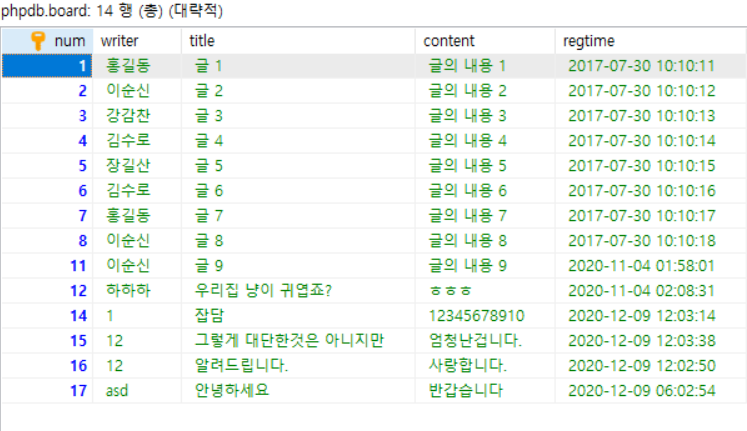 phpdb.board: 14 행 (총) (대략적)
num writer title content regtime
1 홍길동 글 1 글의 내용 1 2017-07-30 10:10:11
2 이순신 글 2 글의 내용 2 2017-07-30 10:10:12
3 강감찬 글 3 글의 내용 3 2017-07-30 10:10:13
4 김수로 글 4 글의 내용 4 2017-07-30 10:10:14
5 장길산 글 5 글의 내용 5 2017-07-30 10:10:15
6 김수로 글 6 글의 내용 6 2017-07-30 10:10:16
7 홍길동 글 7 글의 내용 7 2017-07-30 10:10:17
8 이순신 글 8 글의 내용 8 2017-07-30 10:10:18
11 이순신 글 9 글의 내용 9 2020-11-04 01:58:01
12 하하하 우리집 냥이 귀엽죠? ㅎㅎㅎ 2020-11-04 02:08:31
14 1 잡담 12345678910 2020-12-09 12:03:14
15 12 그렇게 대단한것은 아니지만 엄청난겁니다. 2020-12-09 12:03:38
16 12 알려드립니다. 사랑합니다. 2020-12-09 12:02:50
17 asd 안녕하세요 반갑습니다 2020-12-09 06:02:54